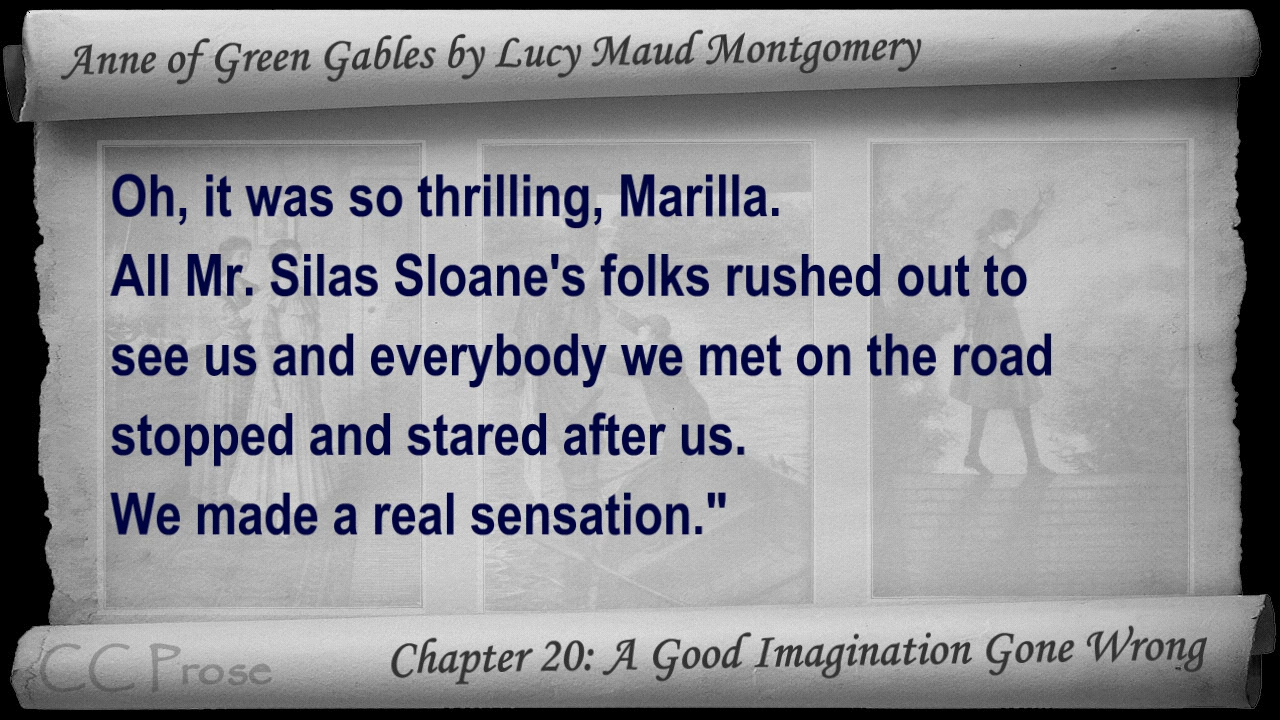 Anne of Green Gables by Lucy Maud Montgomery
Oh, it was so thrilling, Marilla.
All Mr. Silas Sloane's folks rushed out to
see us and everybody we met on the road
stopped and stared after us.
We made a real sensation."
CC Prose
Chapter 20: A Good Imagination Gone Wrong